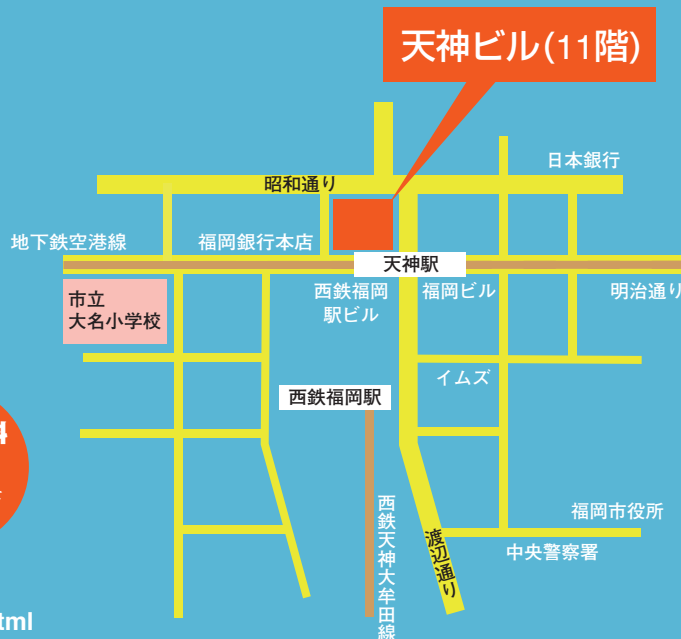 天神ビル(11階)
日本銀行
昭和通り
地下鉄空港線
福岡銀行本店
天神駅
市立
大名小学校
西鉄福岡
駅ビル
福岡ビル
明治通り
イムズ
西鉄福岡駅
4
西鉄天神大牟田線
渡辺通り
福岡市役所
中央警察署
tml